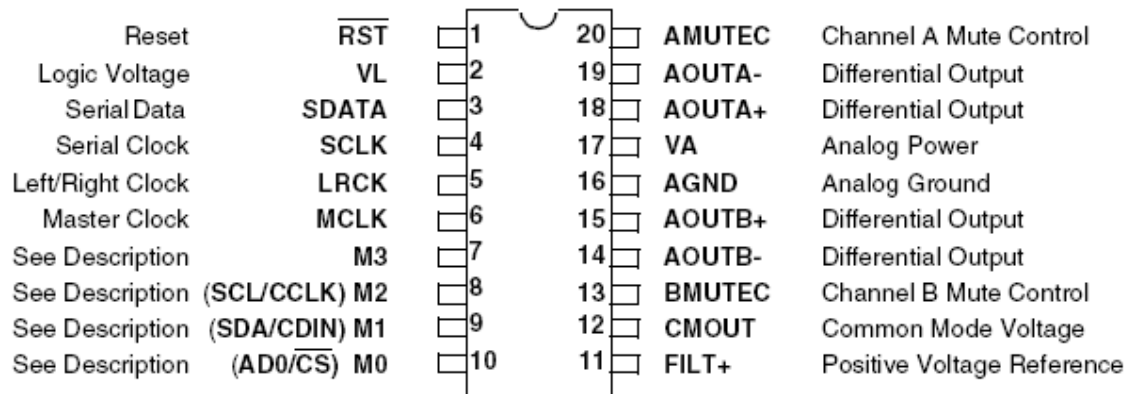 Reset RST 1 20 AMUTEC Channel A Mute Control
Logic Voltage VL 2 19 AOUTA- Differential Output
Serial Data SDATA 3 18 AOUTA+ Differential Output
Serial Clock SCLK 4 17 VA Analog Power
Left/Right Clock LRCK 5 16 AGND Analog Ground
Master Clock MCLK 6 15 AOUTB+ Differential Output
See Description M3 7 14 AOUTB- Differential Output
See Description (SCL/CCLK) M2 8 13 BMUTEC Channel B Mute Control
See Description (SDA/CDIN) M1 9 12 CMOUT Common Mode Voltage
See Description (AD0/CS) M0 10 11 FILT+ Positive Voltage Reference